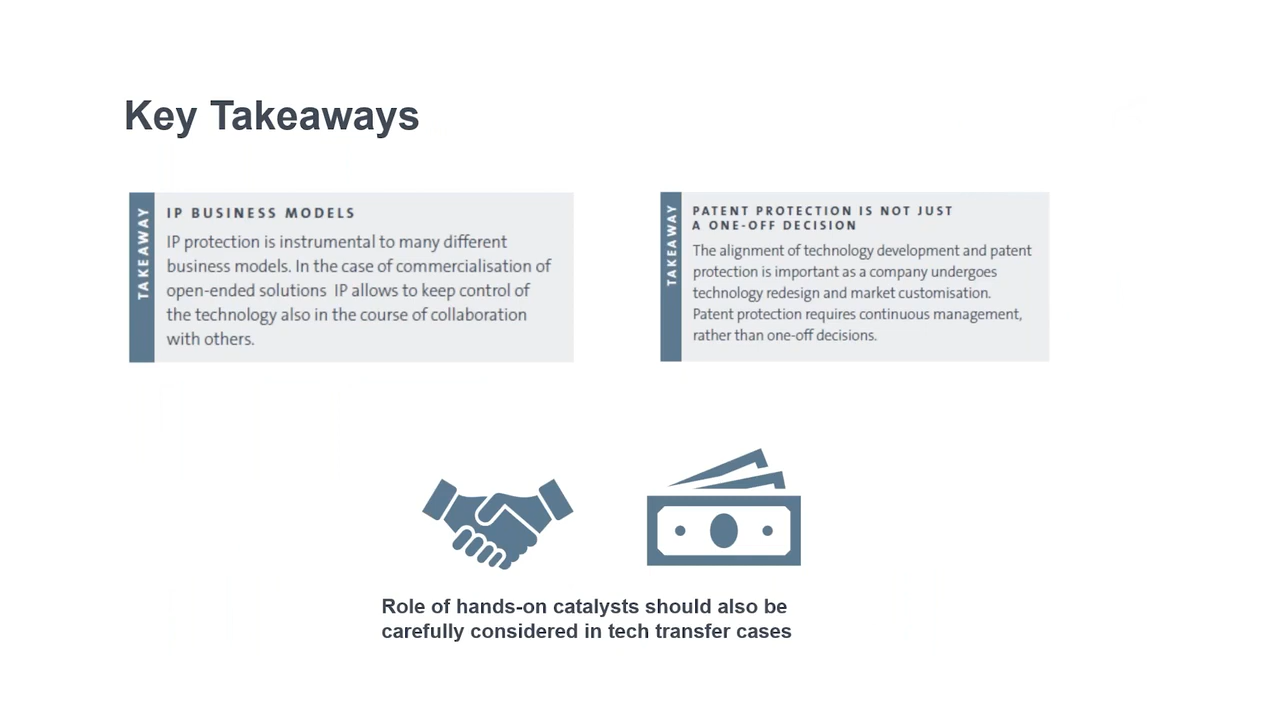 Key Takeaways
TAKEAWAY
IP BUSINESS MODELS
IP protection is instrumental to many different
business models. In the case of commercialisation of
open-ended solutions IP allows to keep control of
the technology also in the course of collaboration
with others.
TAKEAWAY
PATENT PROTECTION IS NOT JUST
A ONE-OFF DECISION
The alignment of technology development and patent
protection is important as a company undergoes
technology redesign and market customisation.
Patent protection requires continuous management,
rather than one-off decisions.
Role of hands-on catalysts should also be
carefully considered in tech transfer cases